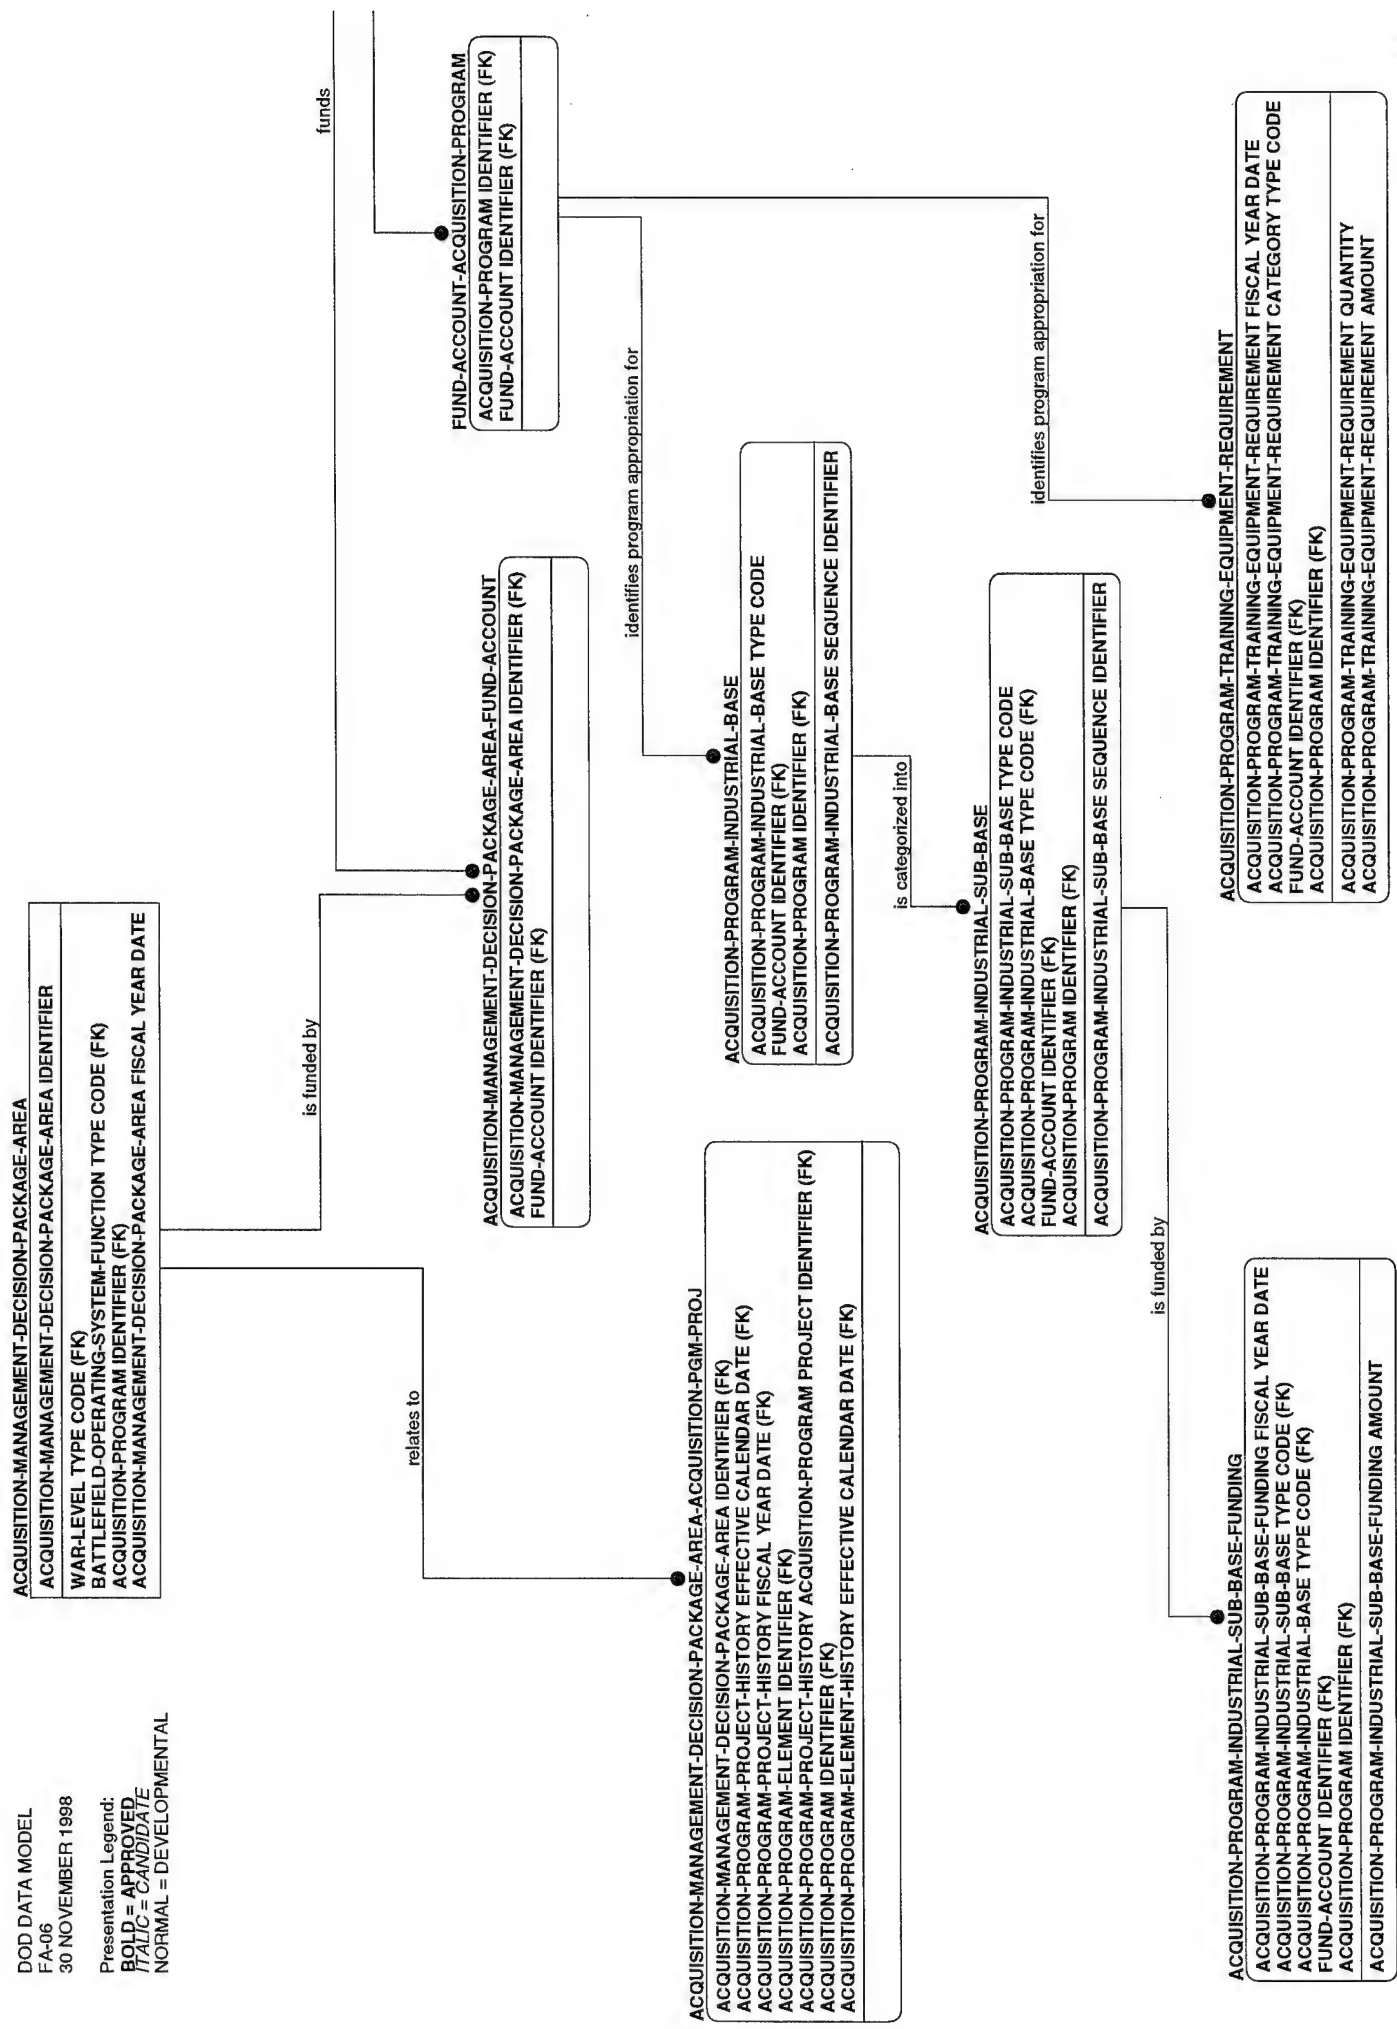 DOD DATA MODEL
FA-06
30 NOVEMBER 1998
Presentation Legend:
BOLD = APPROVED
ITALIC = CANDIDATE
NORMAL = DEVELOPMENTAL
ACQUISITION-MANAGEMENT-DECISION-PACKAGE-AREA
ACQUISITION-MANAGEMENT-DECISION-PACKAGE-AREA IDENTIFIER
WAR-LEVEL TYPE CODE (FK)
BATTLEFIELD-OPERATING-SYSTEM-FUNCTION TYPE CODE (FK)
ACQUISITION-PROGRAM IDENTIFIER (FK)
ACQUISITION-MANAGEMENT-DECISION-PACKAGE-AREA FISCAL YEAR DATE
is funded by
funds
relates to
FUND-ACCOUNT-ACQUISITION-PROGRAM
ACQUISITION-PROGRAM IDENTIFIER (FK)
FUND-ACCOUNT IDENTIFIER (FK)
ACQUISITION-MANAGEMENT-DECISION-PACKAGE-AREA-FUND-ACCOUNT
ACQUISITION-MANAGEMENT-DECISION-PACKAGE-AREA IDENTIFIER (FK)
FUND-ACCOUNT IDENTIFIER (FK)
identifies program appropriation for
ACQUISITION-MANAGEMENT-DECISION-PACKAGE-AREA-ACQUISITION-PGM-PROJ
ACQUISITION-MANAGEMENT-DECISION-PACKAGE-AREA IDENTIFIER (FK)
ACQUISITION-PROGRAM-PROJECT-HISTORY EFFECTIVE CALENDAR DATE (FK)
ACQUISITION-PROGRAM-PROJECT-HISTORY FISCAL YEAR DATE (FK)
ACQUISITION-PROGRAM-ELEMENT IDENTIFIER (FK)
ACQUISITION-PROGRAM-PROJECT-HISTORY ACQUISITION-PROGRAM PROJECT IDENTIFIER (FK)
ACQUISITION-PROGRAM IDENTIFIER (FK)
ACQUISITION-PROGRAM-ELEMENT-HISTORY EFFECTIVE CALENDAR DATE (FK)
ACQUISITION-PROGRAM-INDUSTRIAL-BASE
ACQUISITION-PROGRAM-INDUSTRIAL-BASE TYPE CODE
FUND-ACCOUNT IDENTIFIER (FK)
ACQUISITION-PROGRAM IDENTIFIER (FK)
ACQUISITION-PROGRAM-INDUSTRIAL-BASE SEQUENCE IDENTIFIER
is categorized into
identifies program appropriation for
ACQUISITION-PROGRAM-INDUSTRIAL-SUB-BASE
ACQUISITION-PROGRAM-INDUSTRIAL-SUB-BASE TYPE CODE
ACQUISITION-PROGRAM-INDUSTRIAL-BASE TYPE CODE (FK)
FUND-ACCOUNT IDENTIFIER (FK)
ACQUISITION-PROGRAM IDENTIFIER (FK)
ACQUISITION-PROGRAM-INDUSTRIAL-SUB-BASE SEQUENCE IDENTIFIER
is funded by
ACQUISITION-PROGRAM-INDUSTRIAL-SUB-BASE-FUNDING
ACQUISITION-PROGRAM-INDUSTRIAL-SUB-BASE-FUNDING FISCAL YEAR DATE
ACQUISITION-PROGRAM-INDUSTRIAL-SUB-BASE TYPE CODE (FK)
ACQUISITION-PROGRAM-INDUSTRIAL-BASE TYPE CODE (FK)
FUND-ACCOUNT IDENTIFIER (FK)
ACQUISITION-PROGRAM IDENTIFIER (FK)
ACQUISITION-PROGRAM-INDUSTRIAL-SUB-BASE-FUNDING AMOUNT
ACQUISITION-PROGRAM-TRAINING-EQUIPMENT-REQUIREMENT
ACQUISITION-PROGRAM-TRAINING-EQUIPMENT-REQUIREMENT FISCAL YEAR DATE
ACQUISITION-PROGRAM-TRAINING-EQUIPMENT-REQUIREMENT CATEGORY TYPE CODE
FUND-ACCOUNT IDENTIFIER (FK)
ACQUISITION-PROGRAM IDENTIFIER (FK)
ACQUISITION-PROGRAM-TRAINING-EQUIPMENT-REQUIREMENT QUANTITY
ACQUISITION-PROGRAM-TRAINING-EQUIPMENT-REQUIREMENT AMOUNT